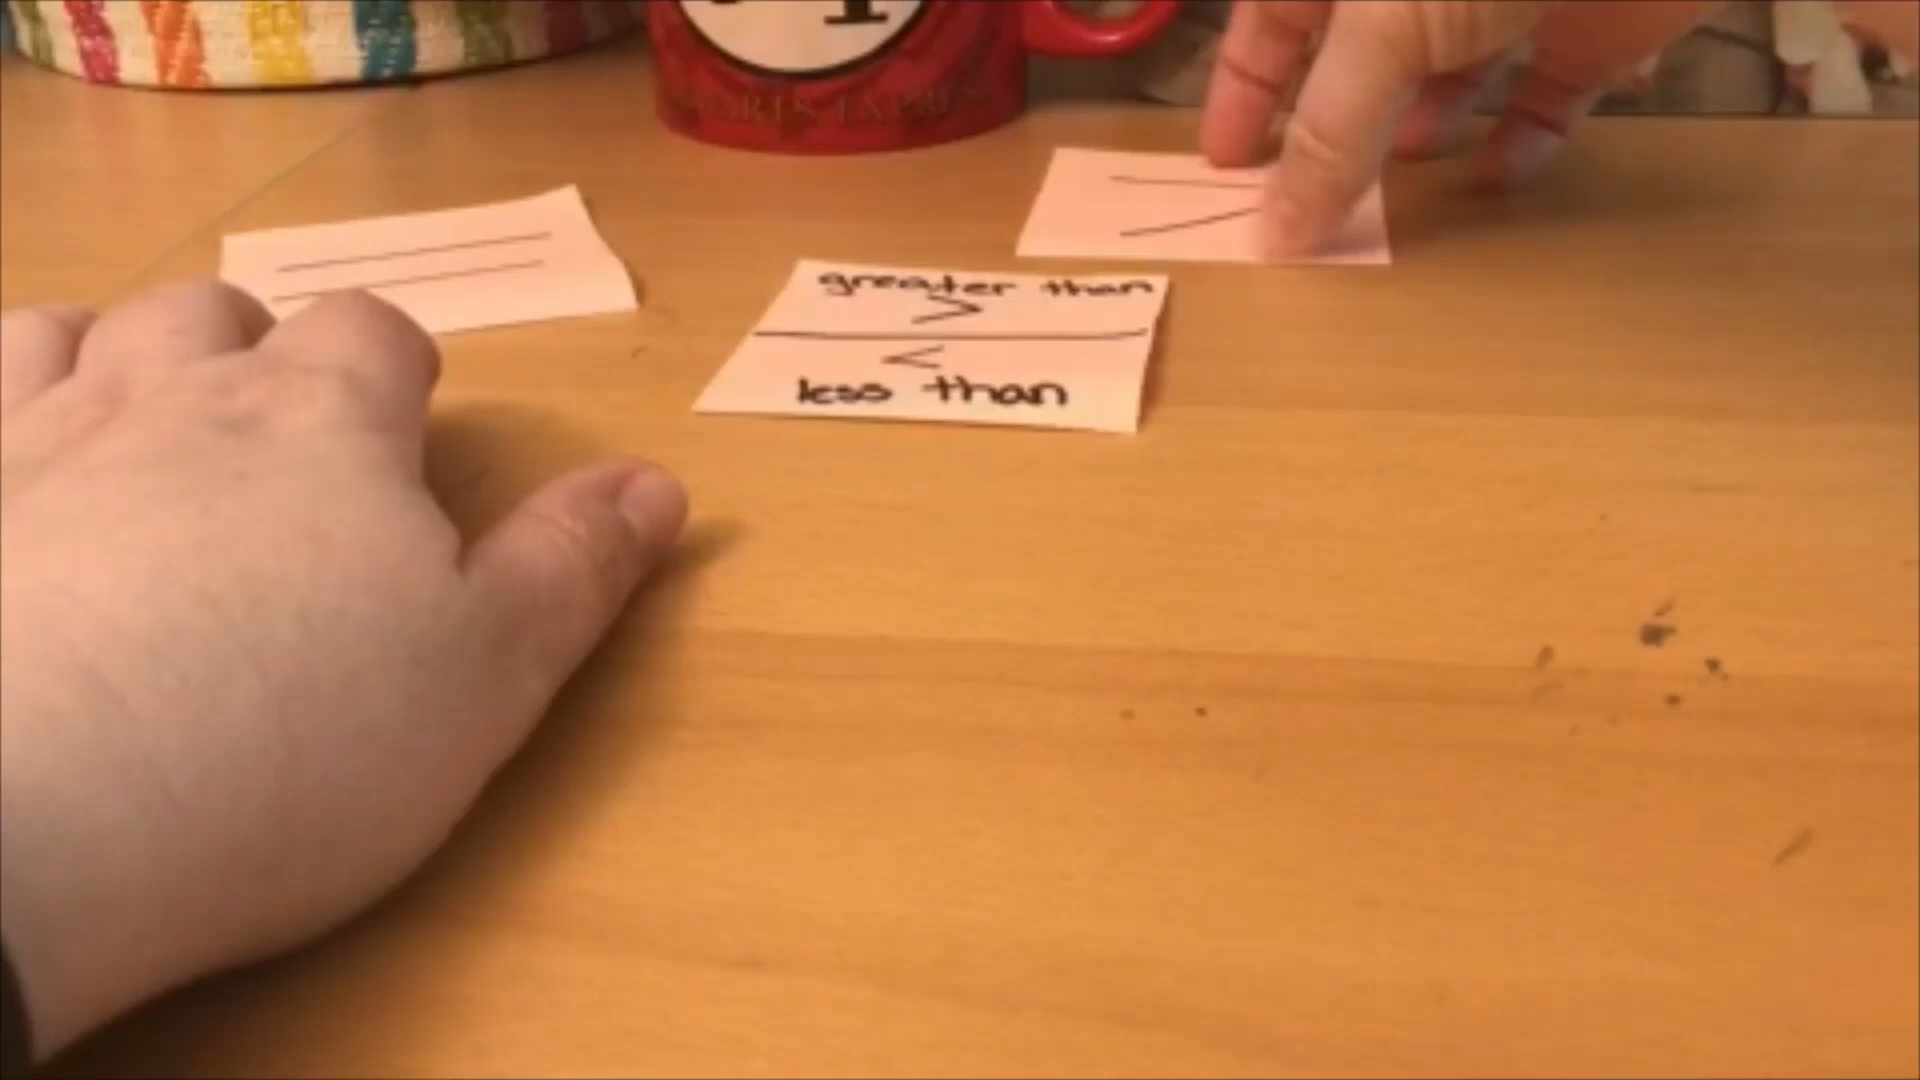 =
greater than
>
<
less than
>